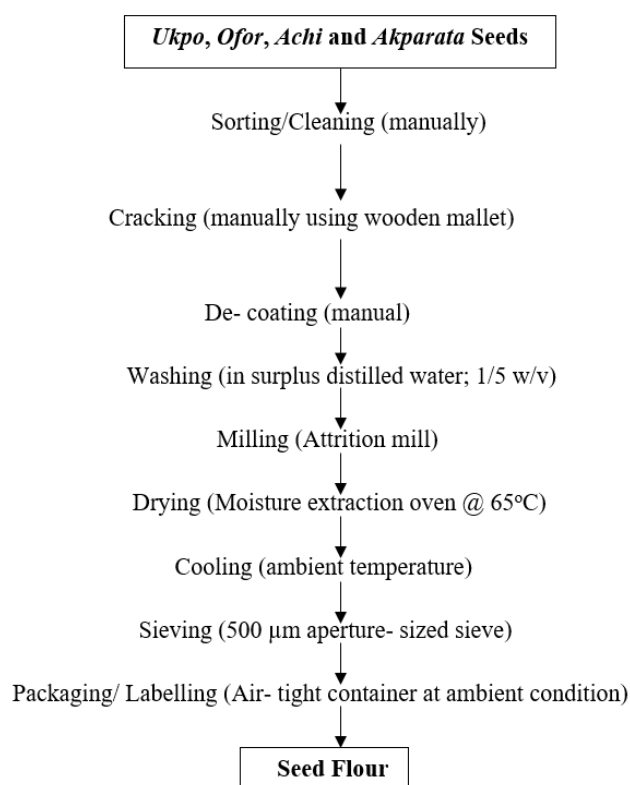 Ukpo, Ofor, Achi and Akparata Seeds
Sorting/Cleaning (manually)
Cracking (manually using wooden mallet)
De- coating (manual)
Washing (in surplus distilled water; 1/5 w/v)
Milling (Attrition mill)
Drying (Moisture extraction oven @ 65°C)
Cooling (ambient temperature)
Sieving (500 µm aperture- sized sieve)
Packaging/ Labelling (Air- tight container at ambient condition)
Seed Flour